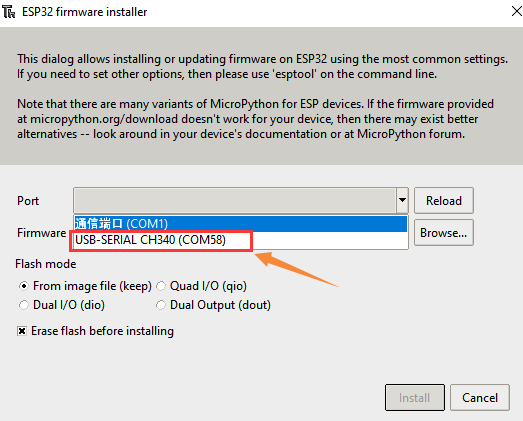 ESP32 firmware installer
This dialog allows installing or updating firmware on ESP32 using the most common settings.
If you need to set other options, then please use 'esptool' on the command line.
Note that there are many variants of MicroPython for ESP devices. If the firmware provided
at micropython.org/download doesn't work for your device, then there may exist better
alternatives -- look around in your device's documentation or at MicroPython forum.
Port
Reload
通信端口 (COM1)
Firmware
USB-SERIAL CH340 (COM58)
Browse...
Flash mode
From image file (keep)
Quad I/O (qio)
Dual I/O (dio)
Dual Output (dout)
Erase flash before installing
Install
Cancel